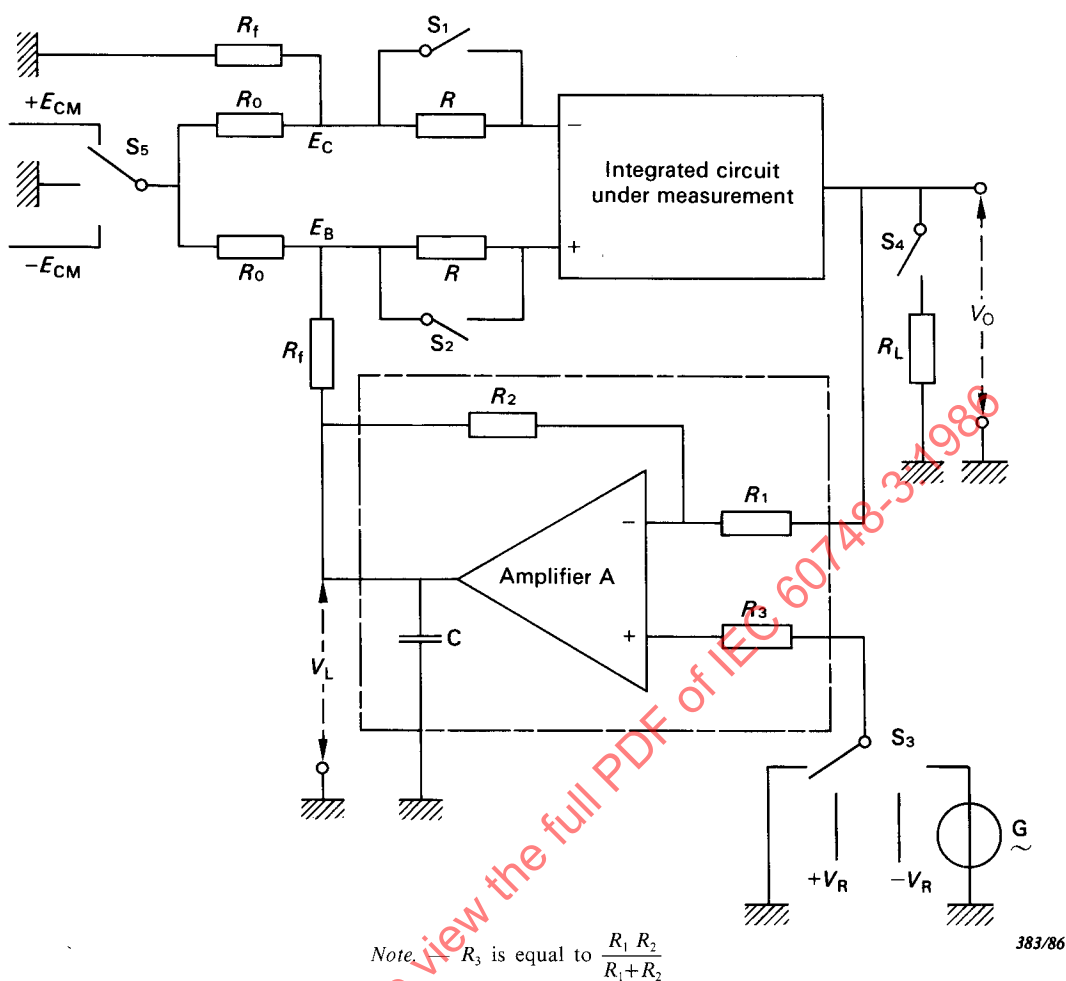 Rf
S1
+ECM
R0
R
EC
−
S5
Integrated circuit
under measurement
EB
+
S4
−ECM
R0
R
S2
VO
RL
Rf
R2
R1
−
Amplifier A
R3
+
C
VL
S3
G
∼
+VR
−VR
Note. — R3 is equal to R1 R2 / R1+R2
383/86
view the full PDF of IEC 60748-3:1986